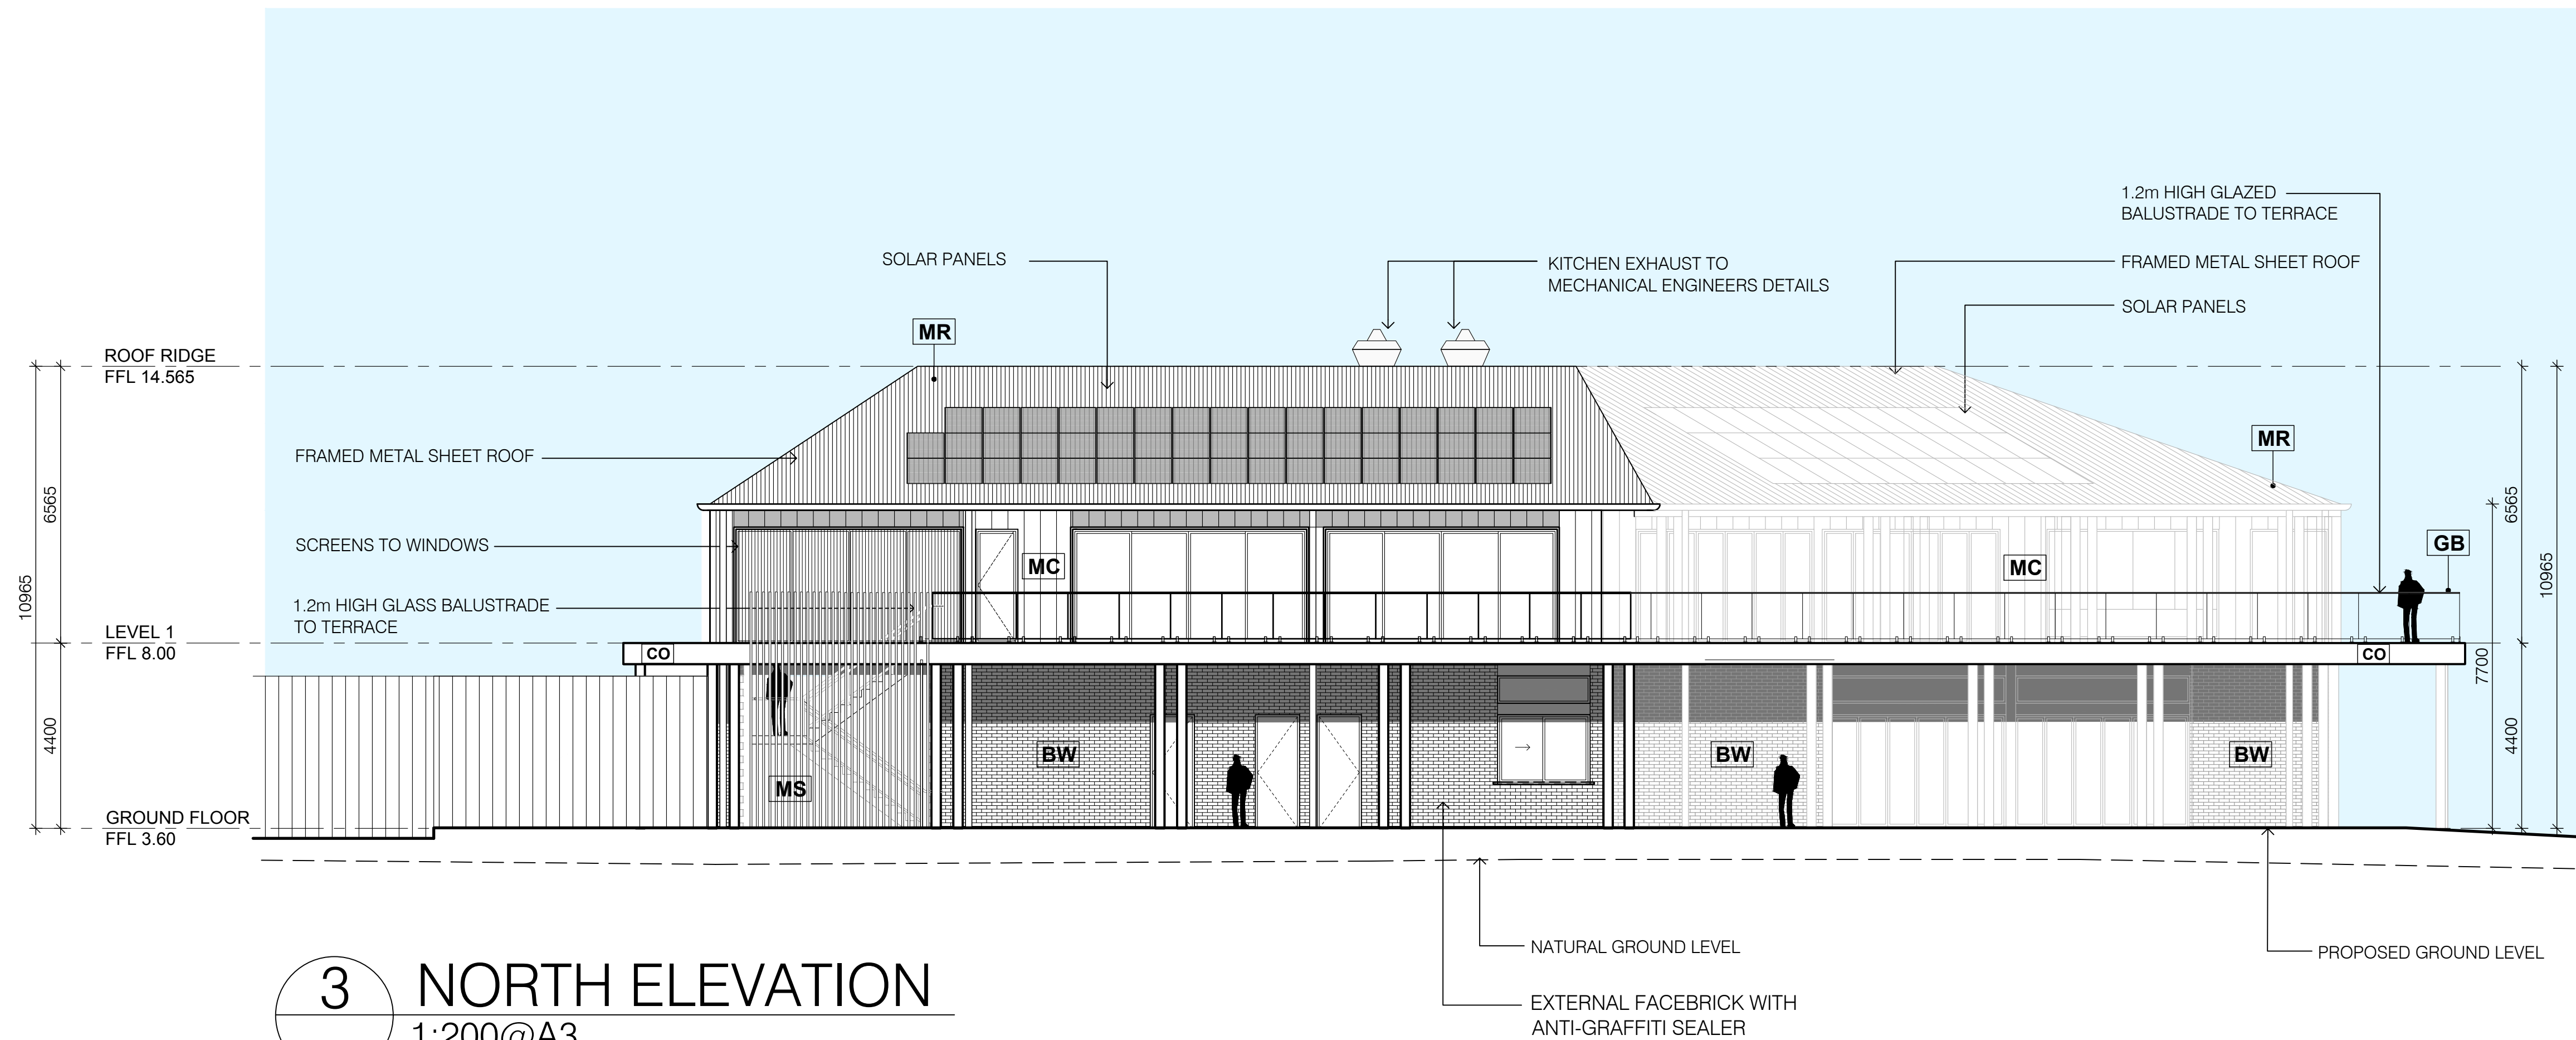 1.2m HIGH GLAZED
BALUSTRADE TO TERRACE
SOLAR PANELS
KITCHEN EXHAUST TO
MECHANICAL ENGINEERS DETAILS
FRAMED METAL SHEET ROOF
SOLAR PANELS
MR
ROOF RIDGE
FFL 14.565
MR
FRAMED METAL SHEET ROOF
6565
6565
SCREENS TO WINDOWS
GB
MC
MC
10965
10965
1.2m HIGH GLASS BALUSTRADE
TO TERRACE
LEVEL 1
FFL 8.00
CO
CO
7700
4400
4400
BW
BW
BW
MS
GROUND FLOOR
FFL 3.60
NATURAL GROUND LEVEL
PROPOSED GROUND LEVEL
3
NORTH ELEVATION
1:200@A3
EXTERNAL FACEBRICK WITH
ANTI-GRAFFITI SEALER